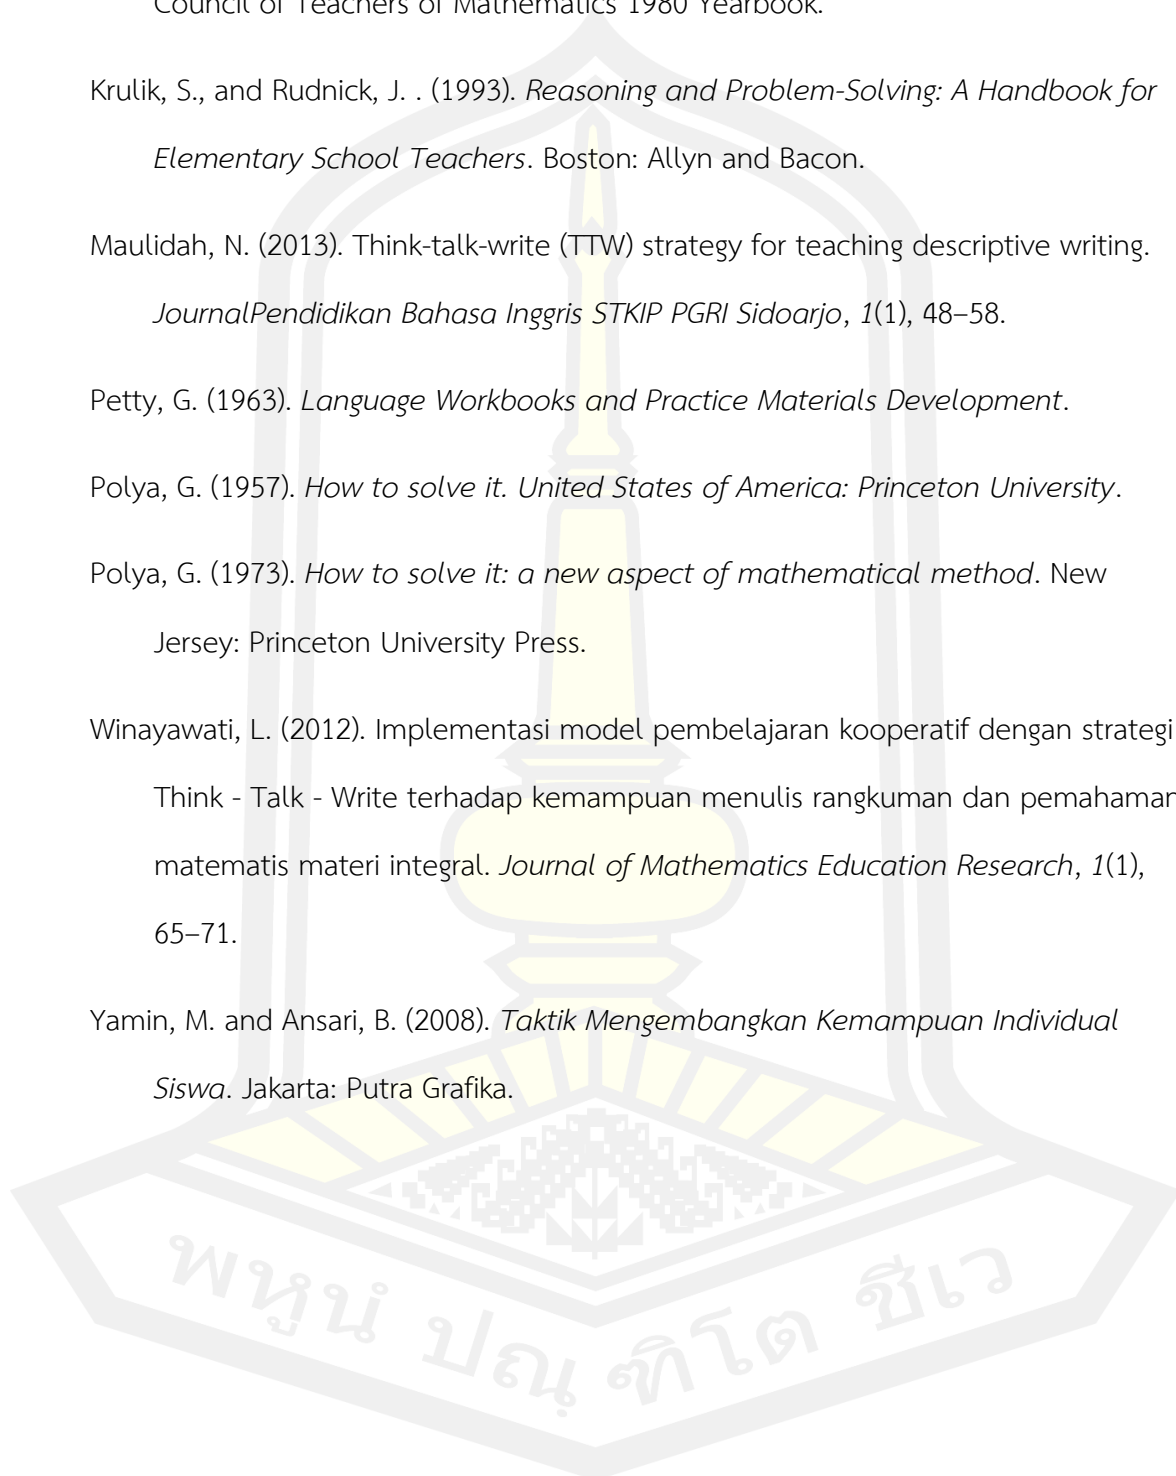 Council of Teachers of Mathematics 1980 Yearbook.
Krulik, S., and Rudnick, J. . (1993). Reasoning and Problem-Solving: A Handbook for
Elementary School Teachers. Boston: Allyn and Bacon.
Maulidah, N. (2013). Think-talk-write (TTW) strategy for teaching descriptive writing.
JournalPendidikan Bahasa Inggris STKIP PGRI Sidoarjo, 1(1), 48–58.
Petty, G. (1963). Language Workbooks and Practice Materials Development.
Polya, G. (1957). How to solve it. United States of America: Princeton University.
Polya, G. (1973). How to solve it: a new aspect of mathematical method. New
Jersey: Princeton University Press.
Winayawati, L. (2012). Implementasi model pembelajaran kooperatif dengan strategi
Think - Talk - Write terhadap kemampuan menulis rangkuman dan pemahaman
matematis materi integral. Journal of Mathematics Education Research, 1(1),
65–71.
Yamin, M. and Ansari, B. (2008). Taktik Mengembangkan Kemampuan Individual
Siswa. Jakarta: Putra Grafika.
พหูนํ ปณฺฑิโต ชีเว